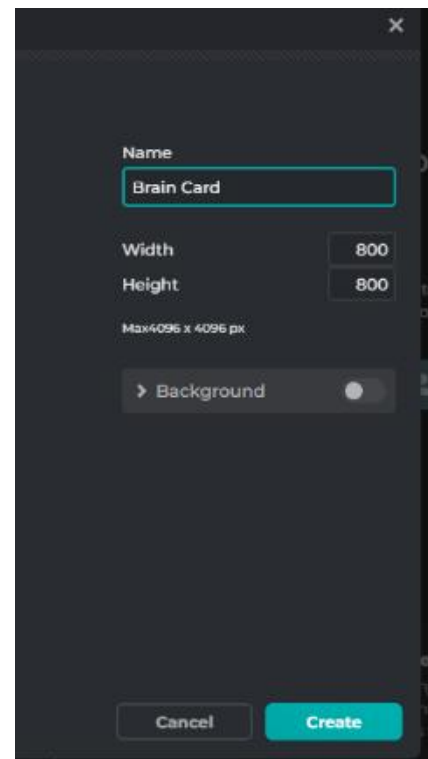 Name
Brain Card
Width 800
Height 800
Max4096 x 4096 px
Background
Cancel Create